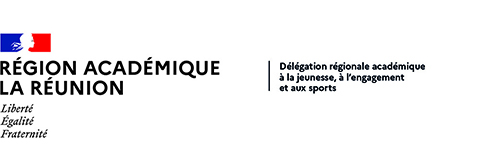 RÉGION ACADÉMIQUE
LA RÉUNION
Liberté
Égalité
Fraternité
Délégation régionale académique
à la jeunesse, à l'engagement
et aux sports